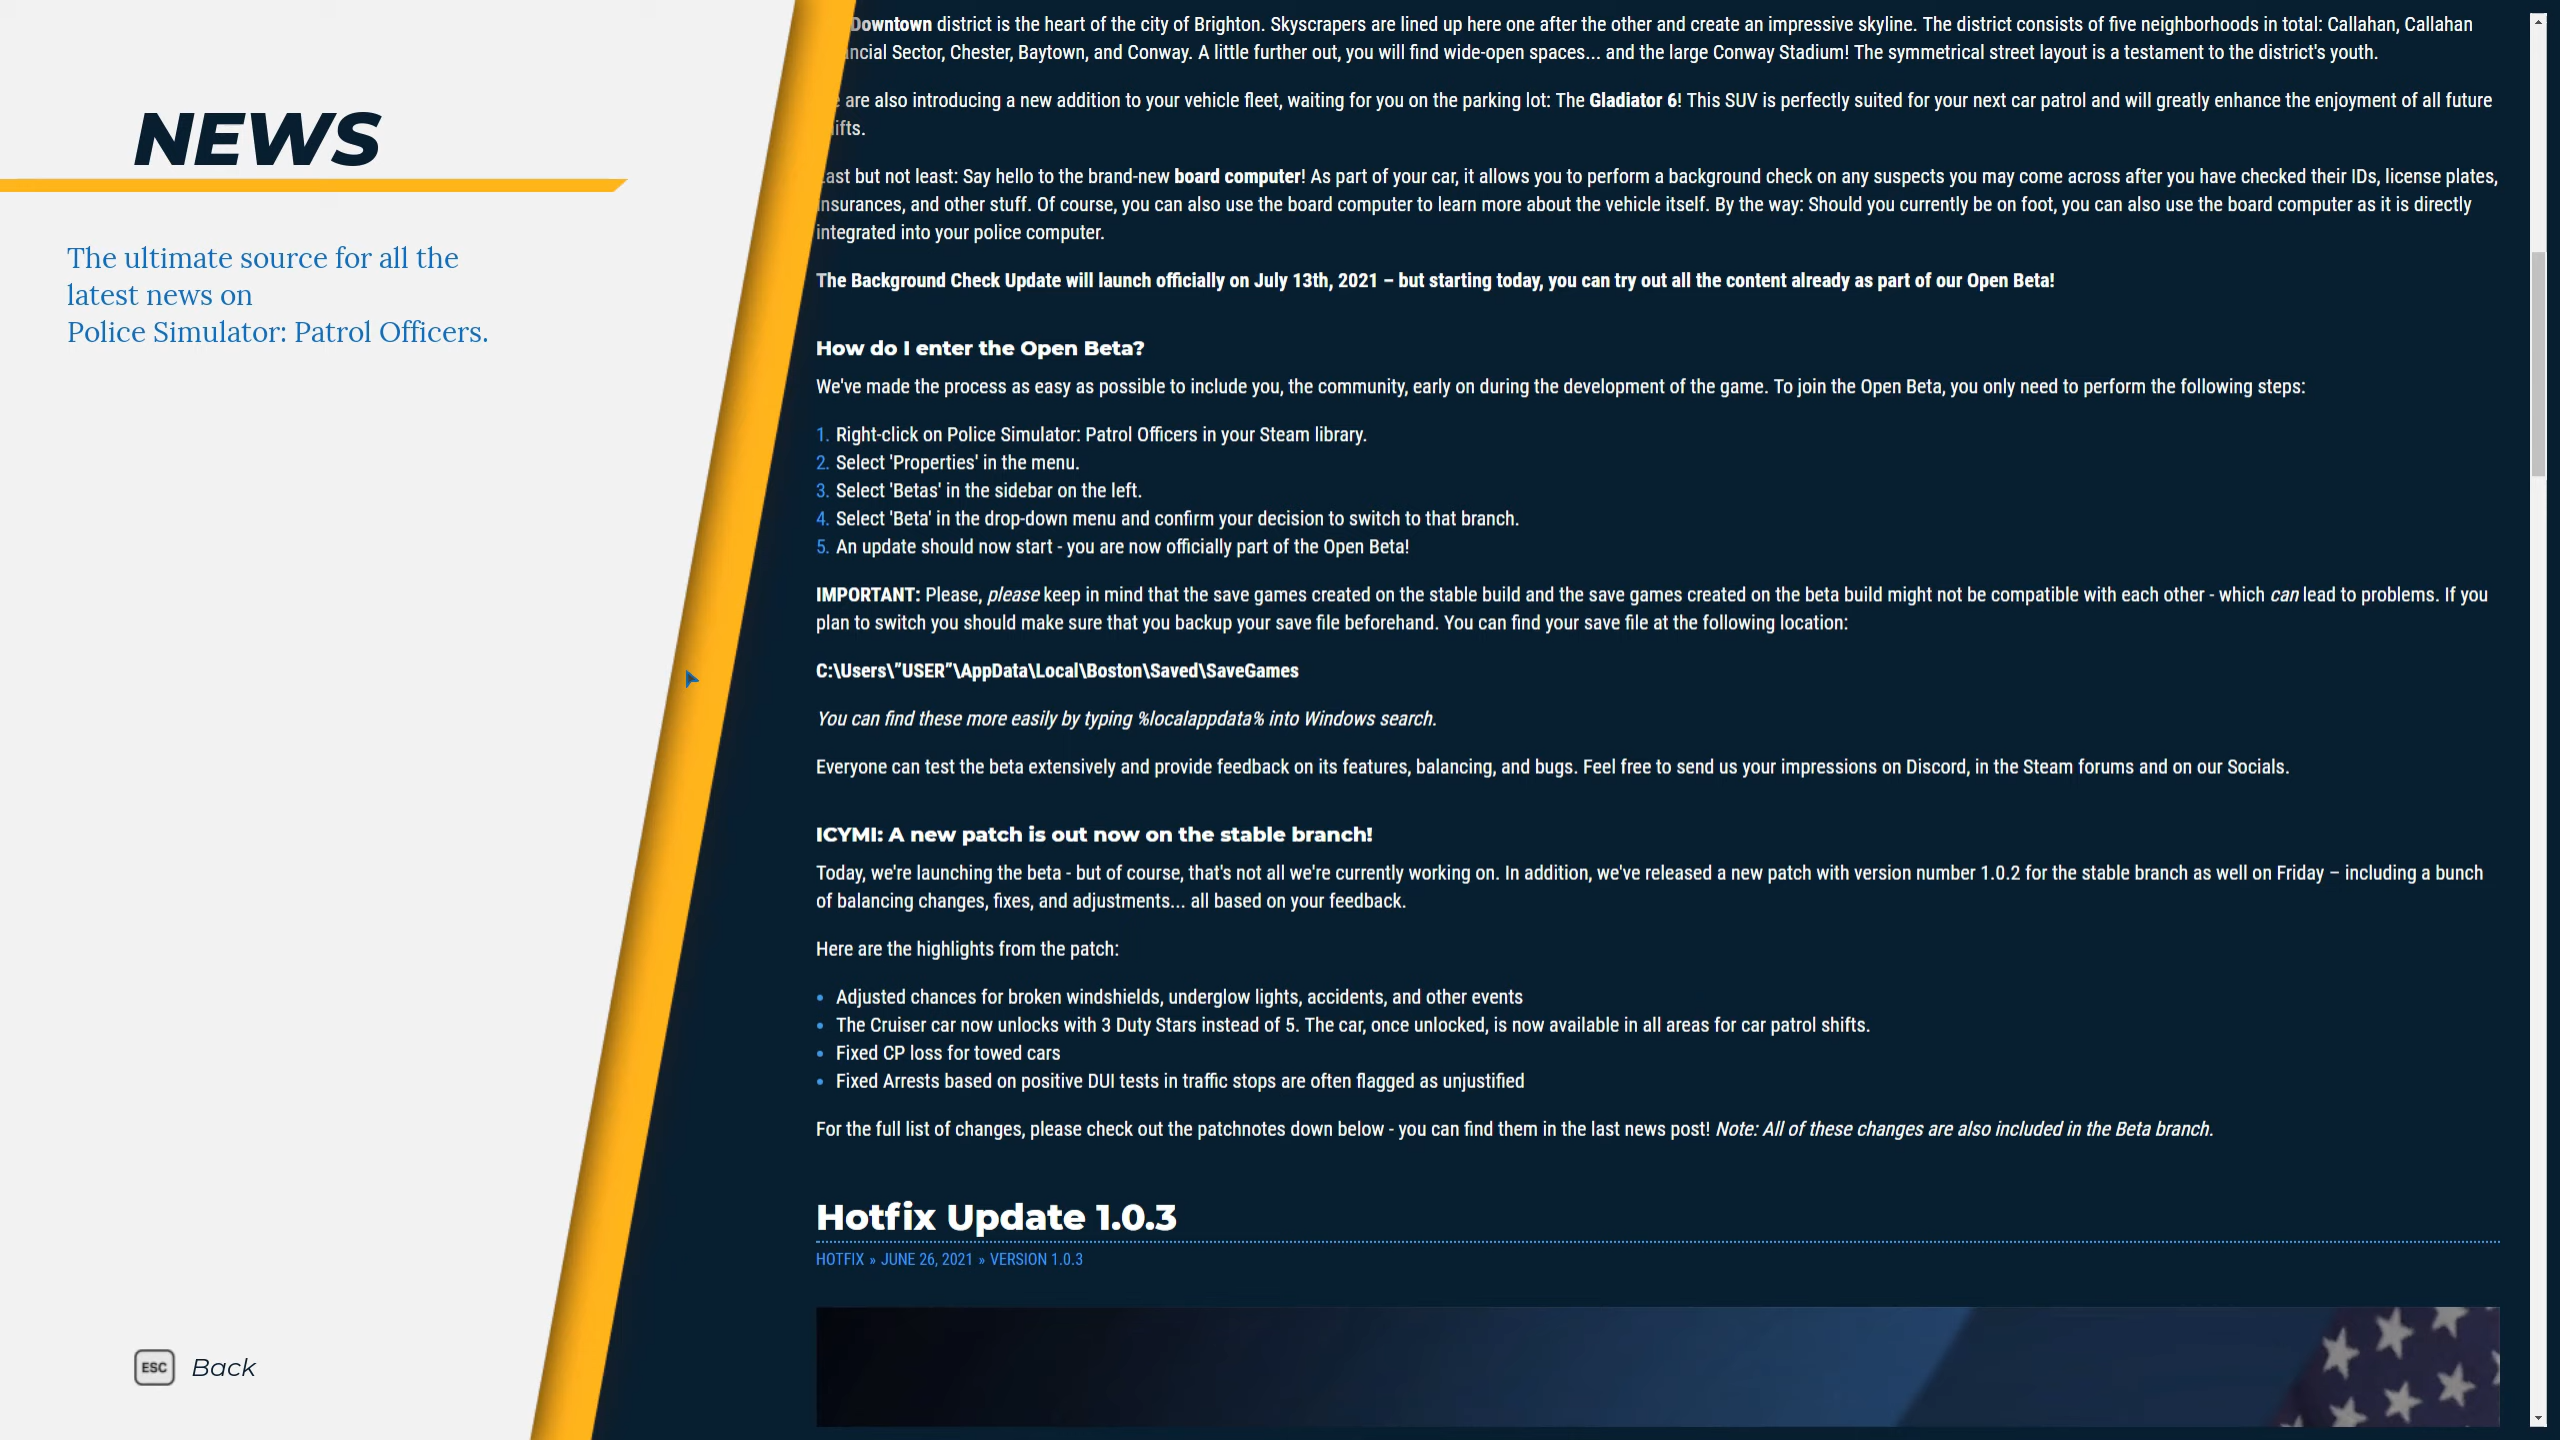 NEWS
The ultimate source for all the
latest news on
Police Simulator: Patrol Officers.
Downtown district is the heart of the city of Brighton. Skyscrapers are lined up here one after the other and create an impressive skyline. The district consists of five neighborhoods in total: Callahan, Callahan
ncial Sector, Chester, Baytown, and Conway. A little further out, you will find wide-open spaces... and the large Conway Stadium! The symmetrical street layout is a testament to the district's youth.
are also introducing a new addition to your vehicle fleet, waiting for you on the parking lot: The Gladiator 6! This SUV is perfectly suited for your next car patrol and will greatly enhance the enjoyment of all future
ifts.
Last but not least: Say hello to the brand-new board computer! As part of your car, it allows you to perform a background check on any suspects you may come across after you have checked their IDs, license plates,
insurances, and other stuff. Of course, you can also use the board computer to learn more about the vehicle itself. By the way: Should you currently be on foot, you can also use the board computer as it is directly
integrated into your police computer.
The Background Check Update will launch officially on July 13th, 2021 – but starting today, you can try out all the content already as part of our Open Beta!
How do I enter the Open Beta?
We've made the process as easy as possible to include you, the community, early on during the development of the game. To join the Open Beta, you only need to perform the following steps:
1. Right-click on Police Simulator: Patrol Officers in your Steam library.
2. Select 'Properties' in the menu.
3. Select 'Betas' in the sidebar on the left.
4. Select 'Beta' in the drop-down menu and confirm your decision to switch to that branch.
5. An update should now start - you are now officially part of the Open Beta!
IMPORTANT: Please, please keep in mind that the save games created on the stable build and the save games created on the beta build might not be compatible with each other - which can lead to problems. If you
plan to switch you should make sure that you backup your save file beforehand. You can find your save file at the following location:
C:\Users\”USER”\AppData\Local\Boston\Saved\SaveGames
You can find these more easily by typing %localappdata% into Windows search.
Everyone can test the beta extensively and provide feedback on its features, balancing, and bugs. Feel free to send us your impressions on Discord, in the Steam forums and on our Socials.
ICYMI: A new patch is out now on the stable branch!
Today, we're launching the beta - but of course, that's not all we're currently working on. In addition, we've released a new patch with version number 1.0.2 for the stable branch as well on Friday – including a bunch
of balancing changes, fixes, and adjustments... all based on your feedback.
Here are the highlights from the patch:
• Adjusted chances for broken windshields, underglow lights, accidents, and other events
• The Cruiser car now unlocks with 3 Duty Stars instead of 5. The car, once unlocked, is now available in all areas for car patrol shifts.
• Fixed CP loss for towed cars
• Fixed Arrests based on positive DUI tests in traffic stops are often flagged as unjustified
For the full list of changes, please check out the patchnotes down below - you can find them in the last news post! Note: All of these changes are also included in the Beta branch.
Hotfix Update 1.0.3
HOTFIX » JUNE 26, 2021 » VERSION 1.0.3
ESC Back